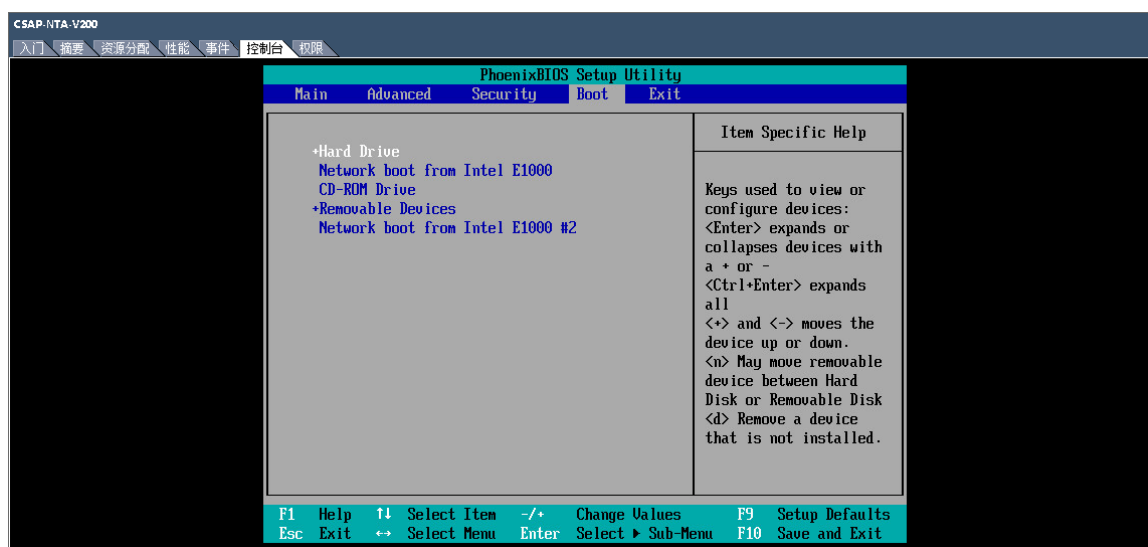 CSAP-NTA-V200
入门 摘要 资源分配 性能 事件 控制台 权限
PhoenixBIOS Setup Utility
Main Advanced Security Boot Exit
+Hard Drive
Network boot from Intel E1000
CD-ROM Drive
+Removable Devices
Network boot from Intel E1000 #2
Item Specific Help
Keys used to view or
configure devices:
<Enter> expands or
collapses devices with
a + or -
<Ctrl+Enter> expands
all
<+> and <-> moves the
device up or down.
<n> May move removable
device between Hard
Disk or Removable Disk
<d> Remove a device
that is not installed.
F1 Help ↑↓ Select Item -/+ Change Values F9 Setup Defaults
Esc Exit ↔ Select Menu Enter Select ▶ Sub-Menu F10 Save and Exit